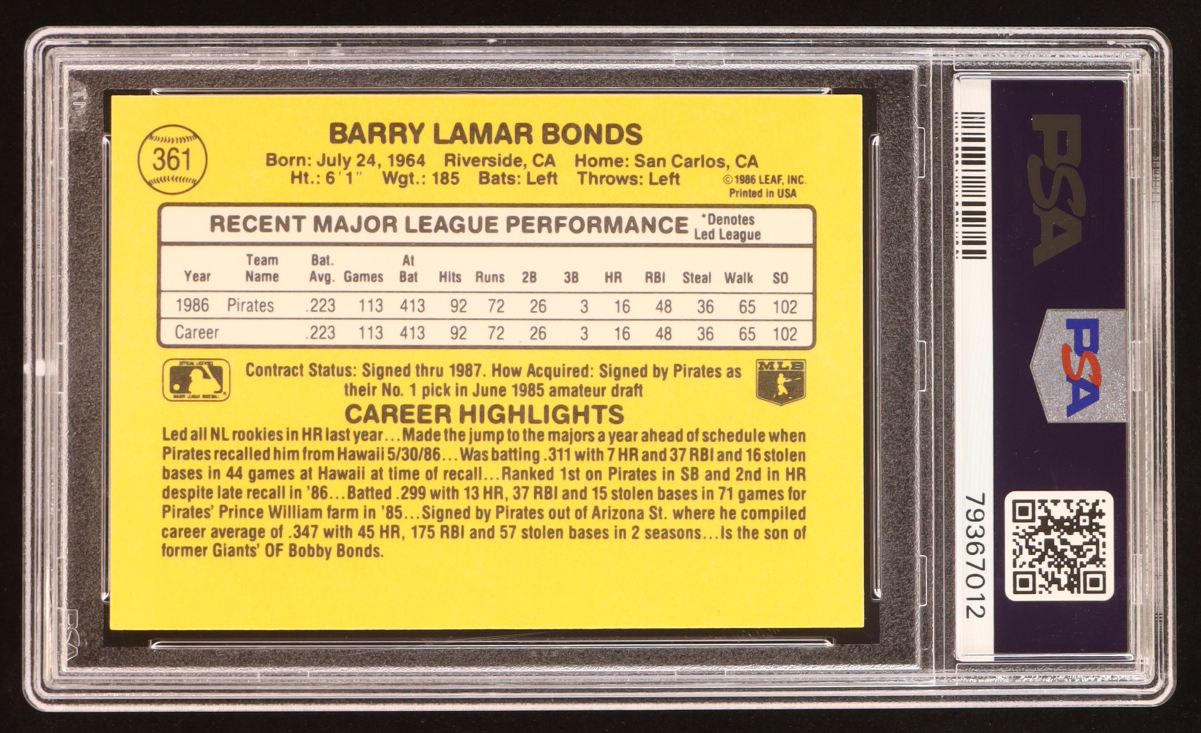 361
BARRY LAMAR BONDS
Born: July 24, 1964 Riverside, CA Home: San Carlos, CA
Ht.: 6'1" Wgt.: 185 Bats: Left Throws: Left
©1986 LEAF, INC.
Printed in USA
RECENT MAJOR LEAGUE PERFORMANCE
*Denotes
Led League
Year Team Name Bat. Avg. Games At Bat Hits Runs 2B 3B HR RBI Steal Walk SO
1986 Pirates .223 113 413 92 72 26 3 16 48 36 65 102
Career .223 113 413 92 72 26 3 16 48 36 65 102
Contract Status: Signed thru 1987. How Acquired: Signed by Pirates as
their No. 1 pick in June 1985 amateur draft
MLB
CAREER HIGHLIGHTS
Led all NL rookies in HR last year...Made the jump to the majors a year ahead of schedule when
Pirates recalled him from Hawaii 5/30/86...Was batting .311 with 7 HR and 37 RBI and 16 stolen
bases in 44 games at Hawaii at time of recall...Ranked 1st on Pirates in SB and 2nd in HR
despite late recall in '86...Batted .299 with 13 HR, 37 RBI and 15 stolen bases in 71 games for
Pirates' Prince William farm in '85...Signed by Pirates out of Arizona St. where he compiled
career average of .347 with 45 HR, 175 RBI and 57 stolen bases in 2 seasons...Is the son of
former Giants' OF Bobby Bonds.
PSA
PSA
79367012
PSA